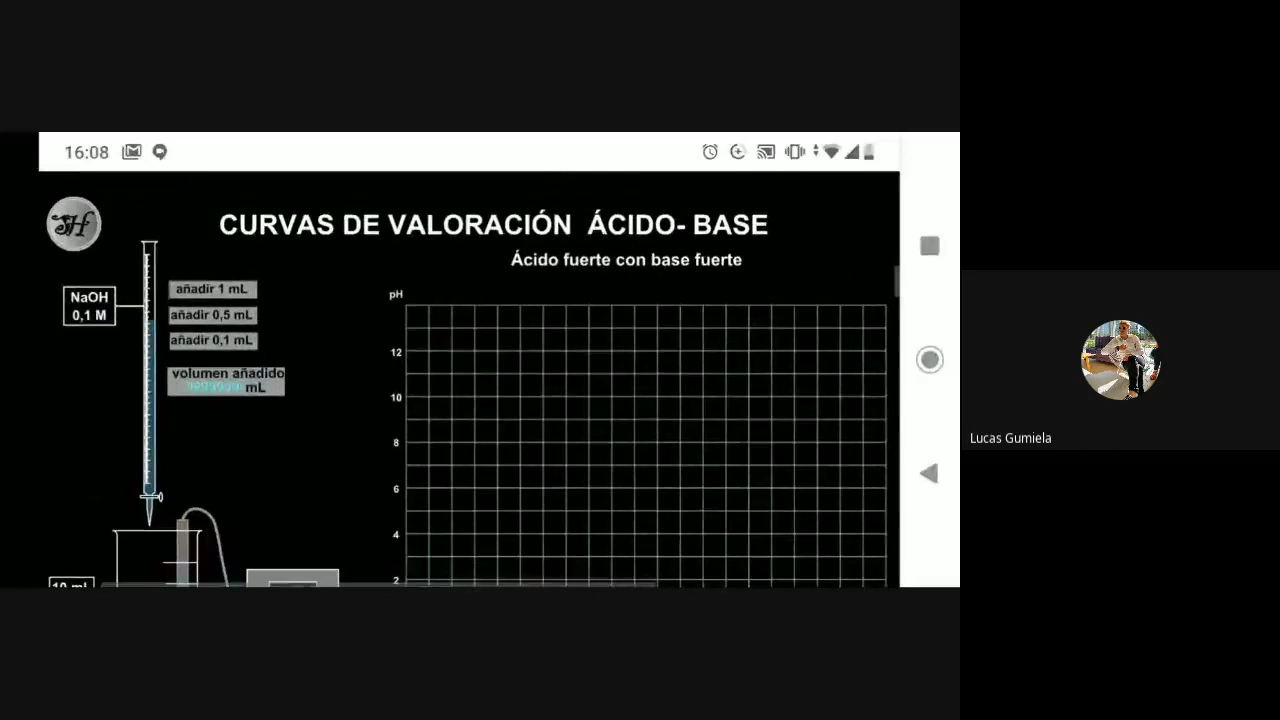 16:08
CURVAS DE VALORACIÓN ÁCIDO- BASE
Ácido fuerte con base fuerte
NaOH
0,1 M
añadir 1 mL
añadir 0,5 mL
añadir 0,1 mL
volumen añadido
mL
pH
12
10
8
6
4
2
10 mL
Lucas Gumiela